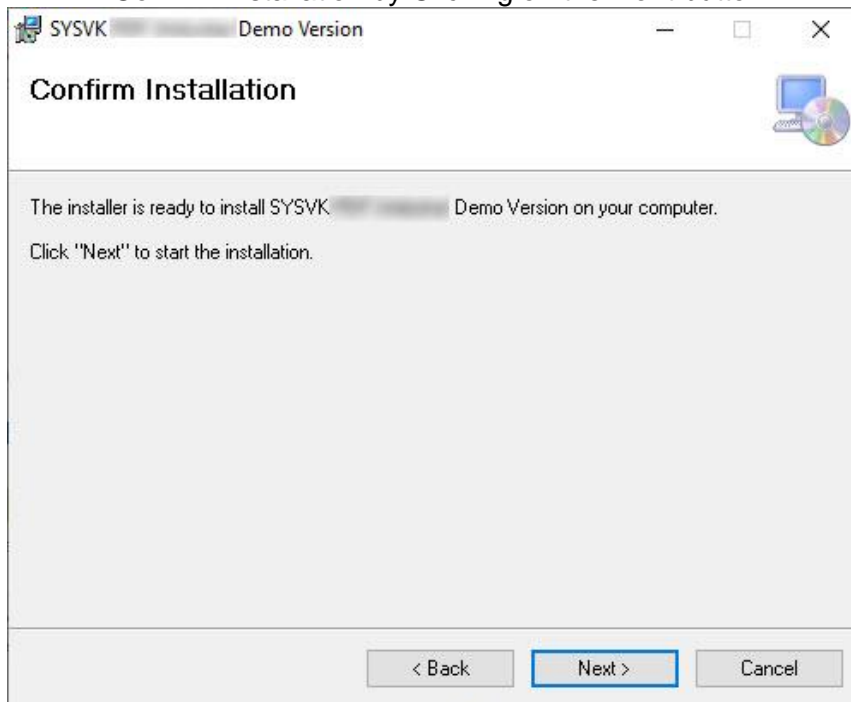 SYSVK Demo Version
Confirm Installation
The installer is ready to install SYSVK Demo Version on your computer.
Click "Next" to start the installation.
< Back Next > Cancel